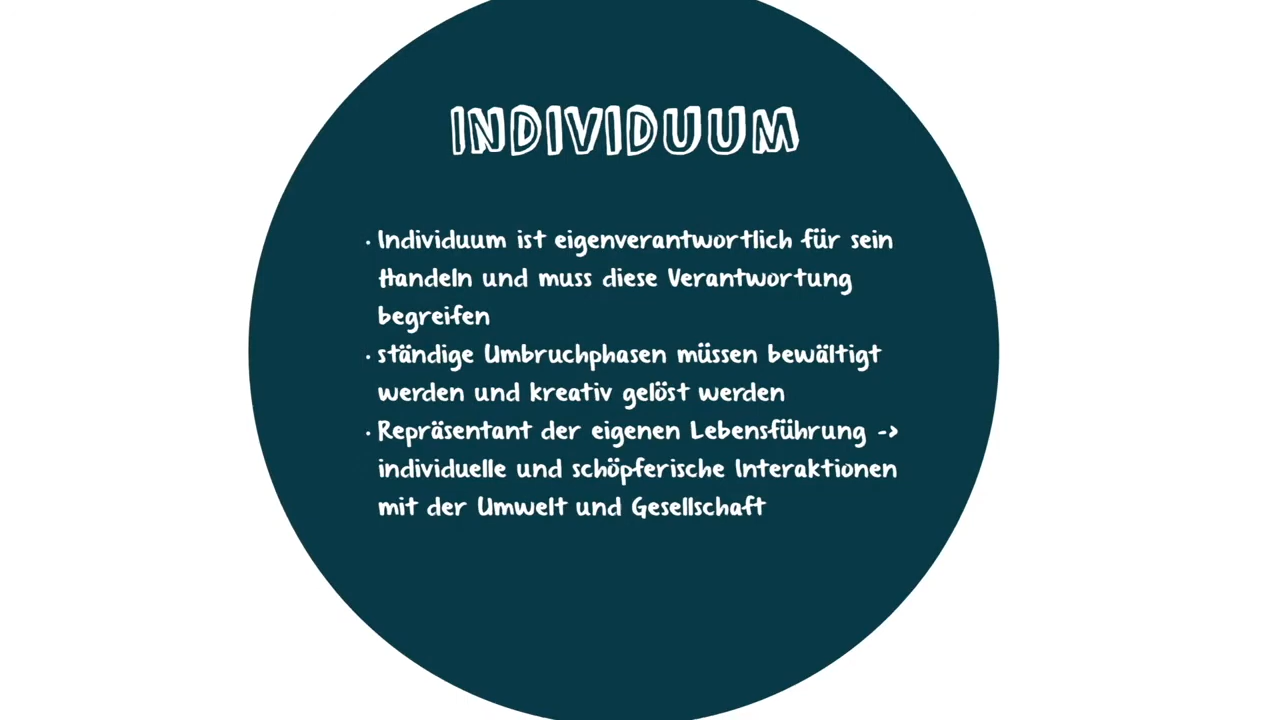 INDIVIDUUM
· Individuum ist eigenverantwortlich für sein
Handeln und muss diese Verantwortung
begreifen
· ständige Umbruchphasen müssen bewältigt
werden und kreativ gelöst werden
· Repräsentant der eigenen Lebensführung ->
individuelle und schöpferische Interaktionen
mit der Umwelt und Gesellschaft